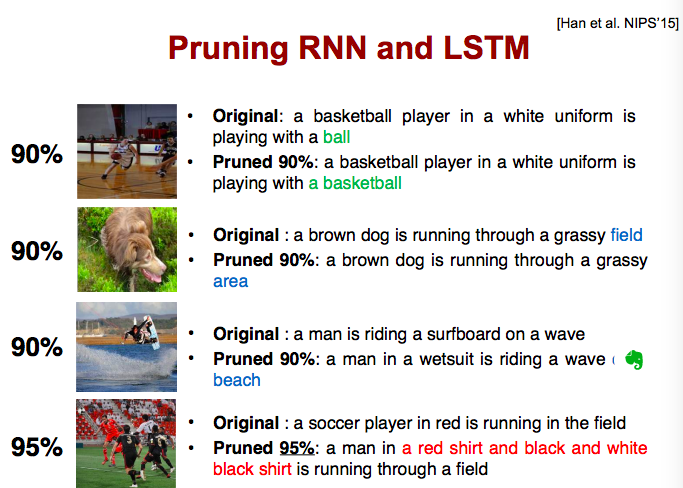 [Han et al. NIPS'15]
Pruning RNN and LSTM
90%
• Original: a basketball player in a white uniform is
playing with a ball
• Pruned 90%: a basketball player in a white uniform is
playing with a basketball
90%
• Original : a brown dog is running through a grassy field
• Pruned 90%: a brown dog is running through a grassy
area
90%
• Original : a man is riding a surfboard on a wave
• Pruned 90%: a man in a wetsuit is riding a wave
beach
95%
• Original : a soccer player in red is running in the field
• Pruned 95%: a man in a red shirt and black and white
black shirt is running through a field